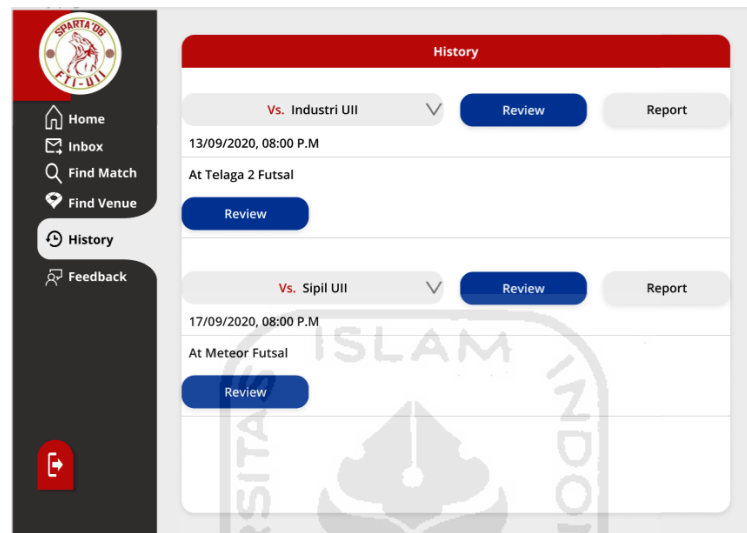 SPARTA'06
FTI-UII
Home
Inbox
Find Match
Find Venue
History
Feedback
History
Vs. Industri UII
Review
Report
13/09/2020, 08:00 P.M
At Telaga 2 Futsal
Review
Vs. Sipil UII
Review
Report
17/09/2020, 08:00 P.M
At Meteor Futsal
Review
ISLAM